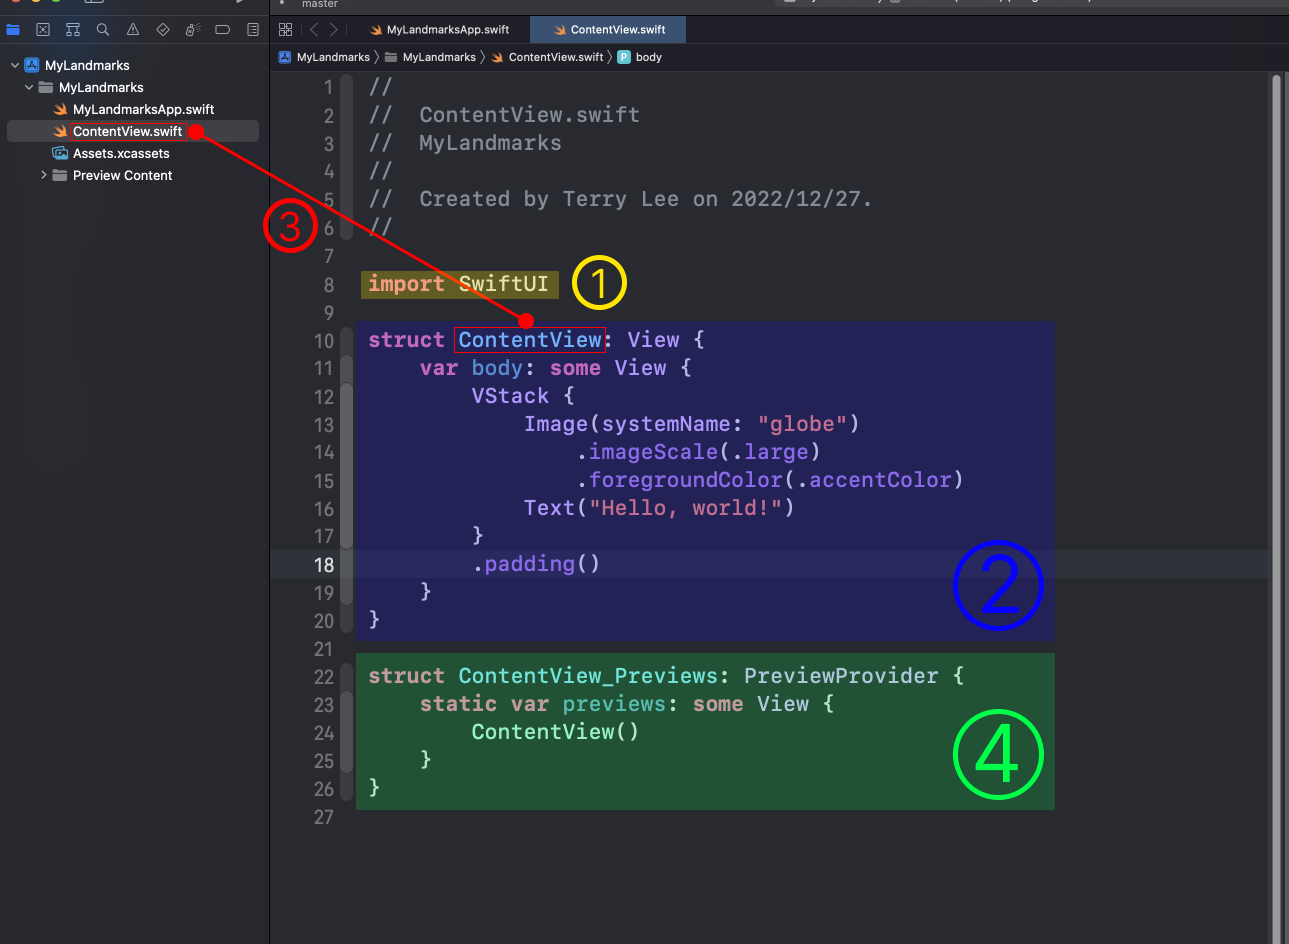 master
MyLandmarksApp.swift
ContentView.swift
MyLandmarks
MyLandmarks
ContentView.swift
body
MyLandmarks
MyLandmarks
MyLandmarksApp.swift
ContentView.swift
Assets.xcassets
Preview Content
③
①
②
④
1 //
2 //  ContentView.swift
3 //  MyLandmarks
4 //
5 //  Created by Terry Lee on 2022/12/27.
6 //
7
8 import SwiftUI
9
10 struct ContentView: View {
11     var body: some View {
12         VStack {
13             Image(systemName: "globe")
14                 .imageScale(.large)
15                 .foregroundColor(.accentColor)
16             Text("Hello, world!")
17         }
18         .padding()
19     }
20 }
21
22 struct ContentView_Previews: PreviewProvider {
23     static var previews: some View {
24         ContentView()
25     }
26 }
27